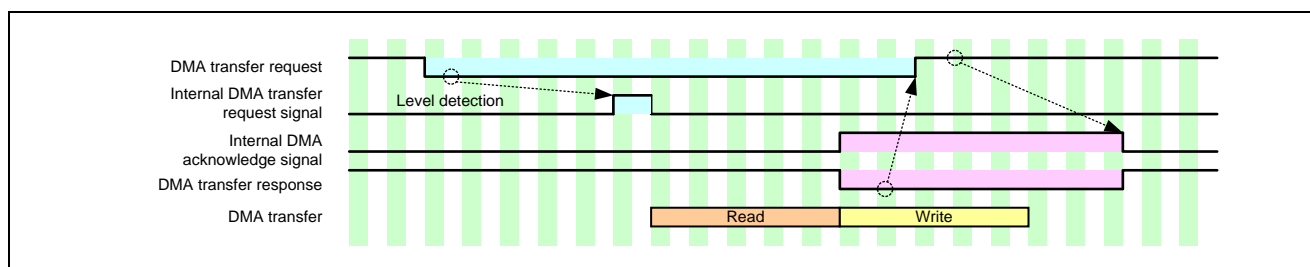 DMA transfer request
Level detection
Internal DMA transfer
request signal
Internal DMA
acknowledge signal
DMA transfer response
DMA transfer
Read
Write